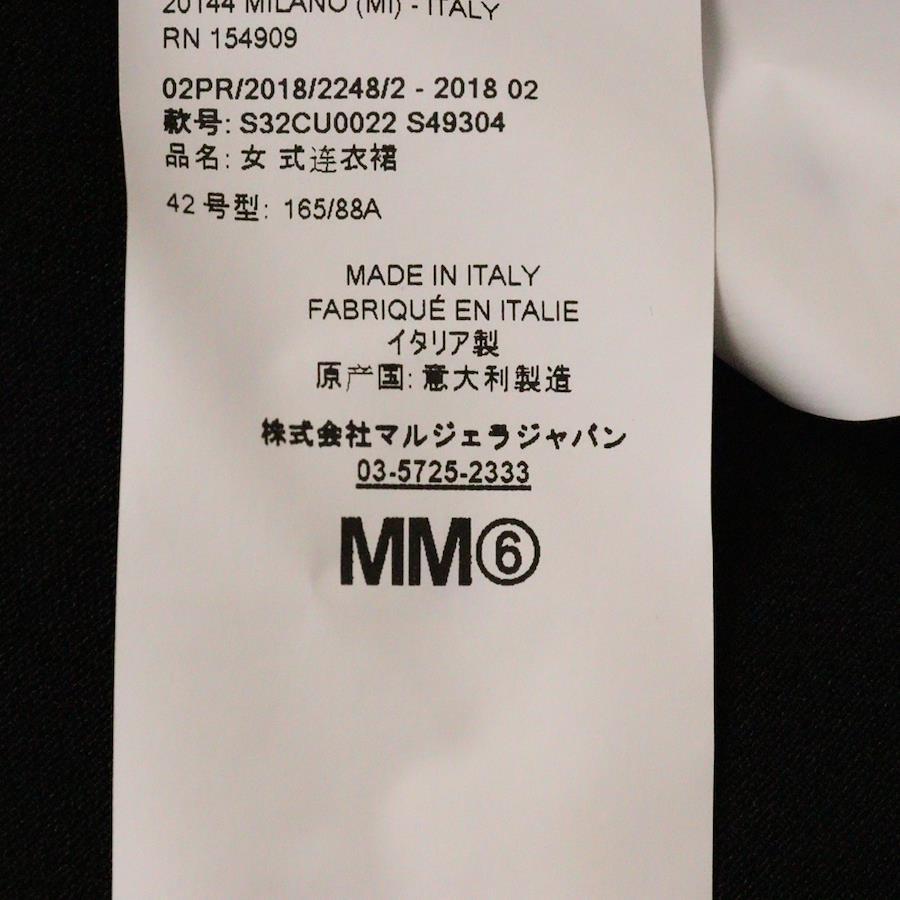 20144 MILANO (MI) - ITALY
RN 154909
02PR/2018/2248/2 - 2018 02
款号: S32CU0022 S49304
品名: 女 式连衣裙
42 号型: 165/88A
MADE IN ITALY
FABRIQUÉ EN ITALIE
イタリア製
原产国: 意大利製造
株式会社マルジェラジャパン
03-5725-2333
MM⑥